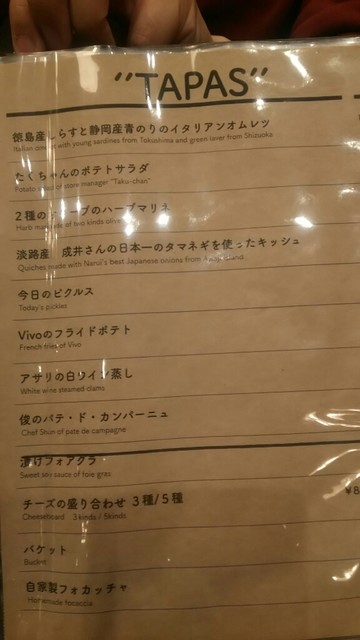 "TAPAS"
徳島産しらすと静岡産青のりのイタリアンオムレツ
Italian omelet with young sardines from Tokushima and green laver from Shizuoka
たくちゃんのポテトサラダ
Potato salad of store manager "Taku-chan"
2種のオリーブのハーブマリネ
Herb marinade of two kinds olive
淡路産 成井さんの日本一のタマネギを使ったキッシュ
Quiches made with Narui's best Japanese onions from Awaji Island
今日のピクルス
Today's pickles
Vivoのフライドポテト
French fries of Vivo
アサリの白ワイン蒸し
White wine steamed clams
俊のパテ・ド・カンパーニュ
Chef Shun of pate de campagne
漬けフォアグラ
Sweet soy sauce of foie gras
チーズの盛り合わせ 3種/5種
Cheeseboard 3kinds / 5kinds
¥8
バケット
Bucket
自家製フォカッチャ
Homemade focaccia